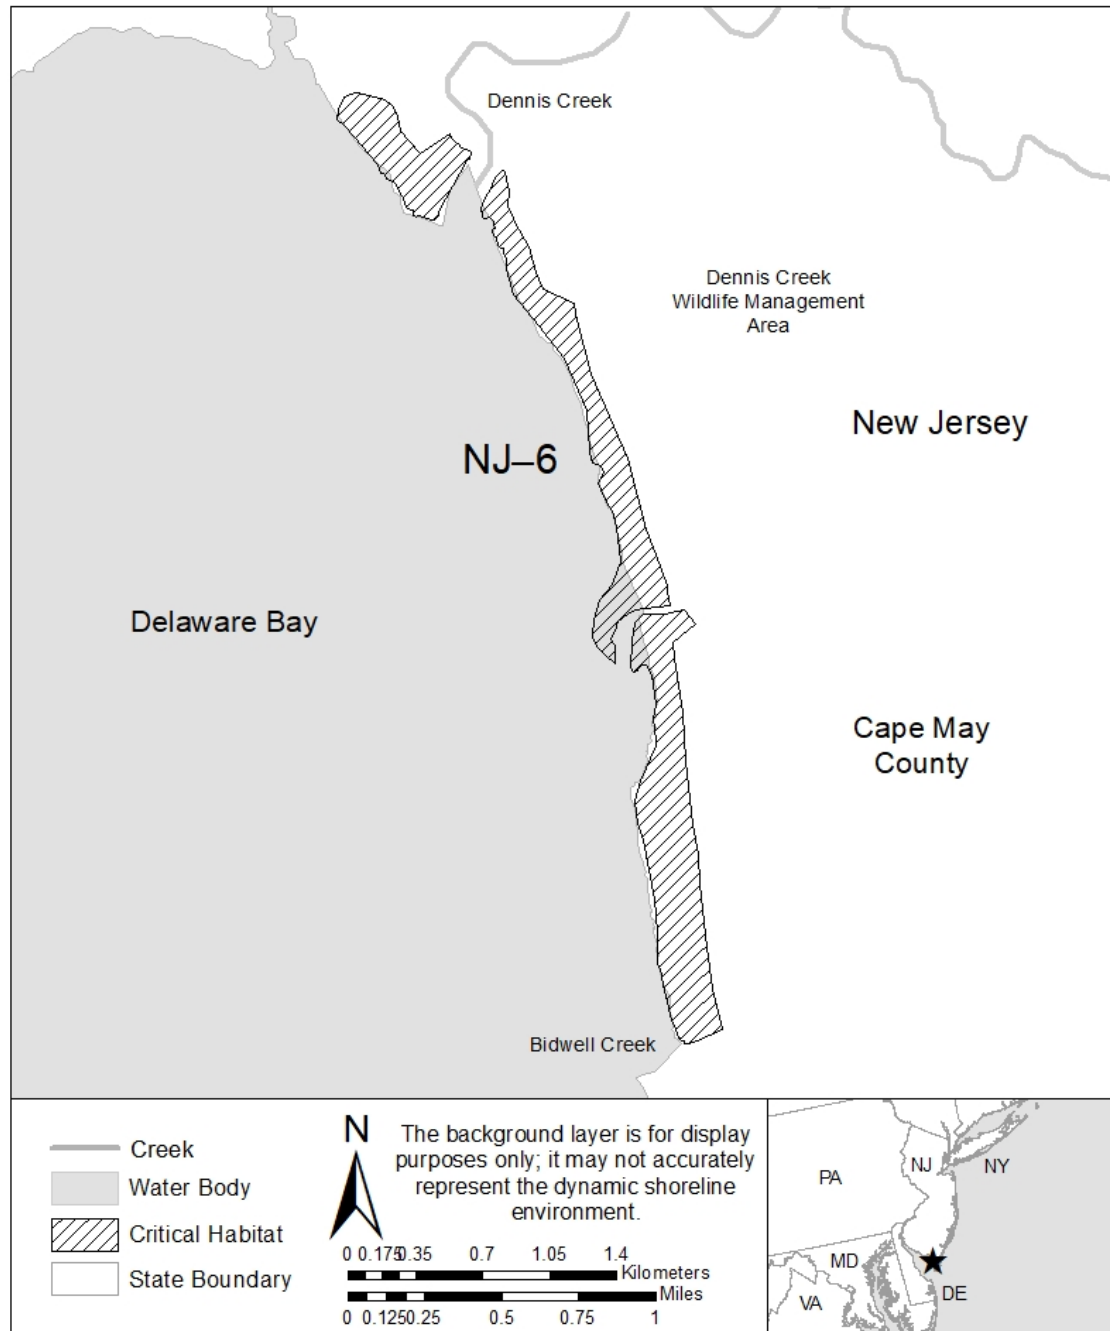 Dennis Creek
Dennis Creek
Wildlife Management
Area
New Jersey
NJ–6
Delaware Bay
Cape May
County
Bidwell Creek
Creek
Water Body
Critical Habitat
State Boundary
N
The background layer is for display
purposes only; it may not accurately
represent the dynamic shoreline
environment.
0 0.175 0.35 0.7 1.05 1.4
Kilometers
Miles
0 0.125 0.25 0.5 0.75 1
PA
NJ
NY
MD
VA
DE